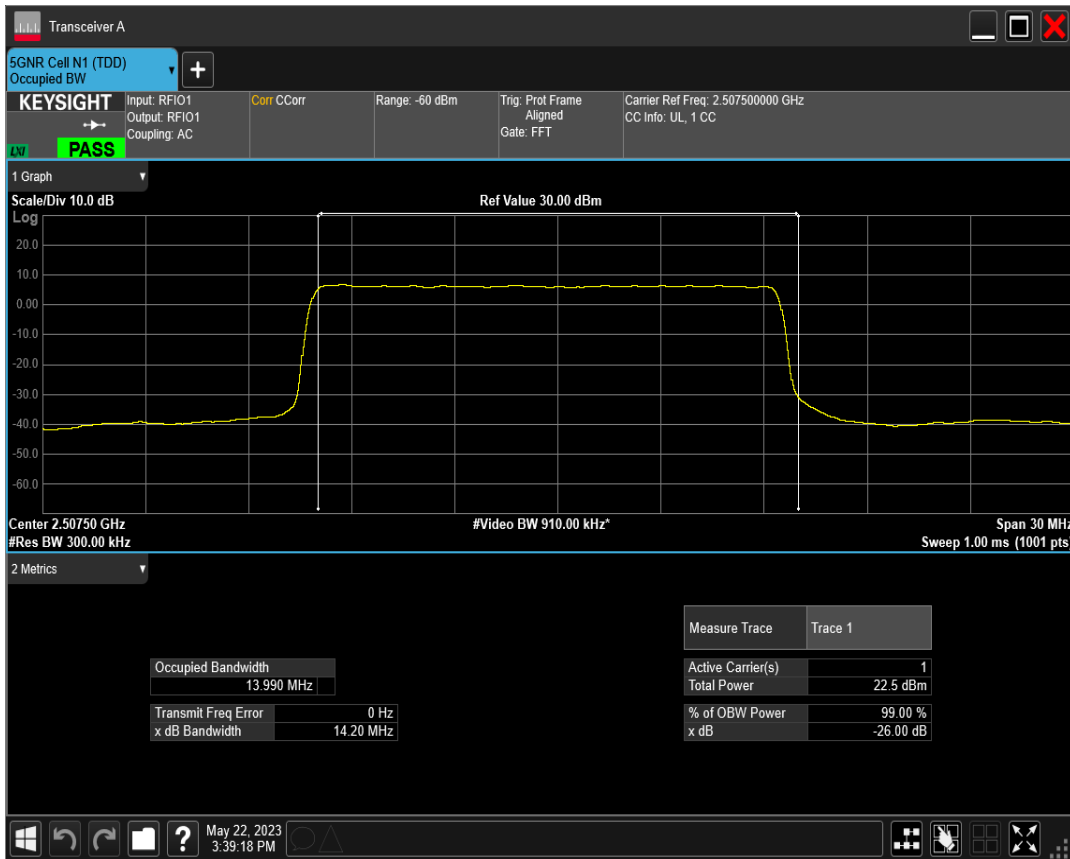 Transceiver A
5GNR Cell N1 (TDD)
Occupied BW
+
KEYSIGHT
LXI
PASS
Input: RFIO1
Output: RFIO1
Coupling: AC
Corr CCorr
Range: -60 dBm
Trig: Prot Frame
Aligned
Gate: FFT
Carrier Ref Freq: 2.507500000 GHz
CC Info: UL, 1 CC
1 Graph
Scale/Div 10.0 dB
Ref Value 30.00 dBm
Log
20.0
10.0
0.00
-10.0
-20.0
-30.0
-40.0
-50.0
-60.0
Center 2.50750 GHz
#Video BW 910.00 kHz*
Span 30 MHz
#Res BW 300.00 kHz
Sweep 1.00 ms (1001 pts)
2 Metrics
Measure Trace Trace 1
Occupied Bandwidth
13.990 MHz
Active Carrier(s) 1
Total Power 22.5 dBm
Transmit Freq Error 0 Hz
x dB Bandwidth 14.20 MHz
% of OBW Power 99.00 %
x dB -26.00 dB
?
May 22, 2023
3:39:18 PM